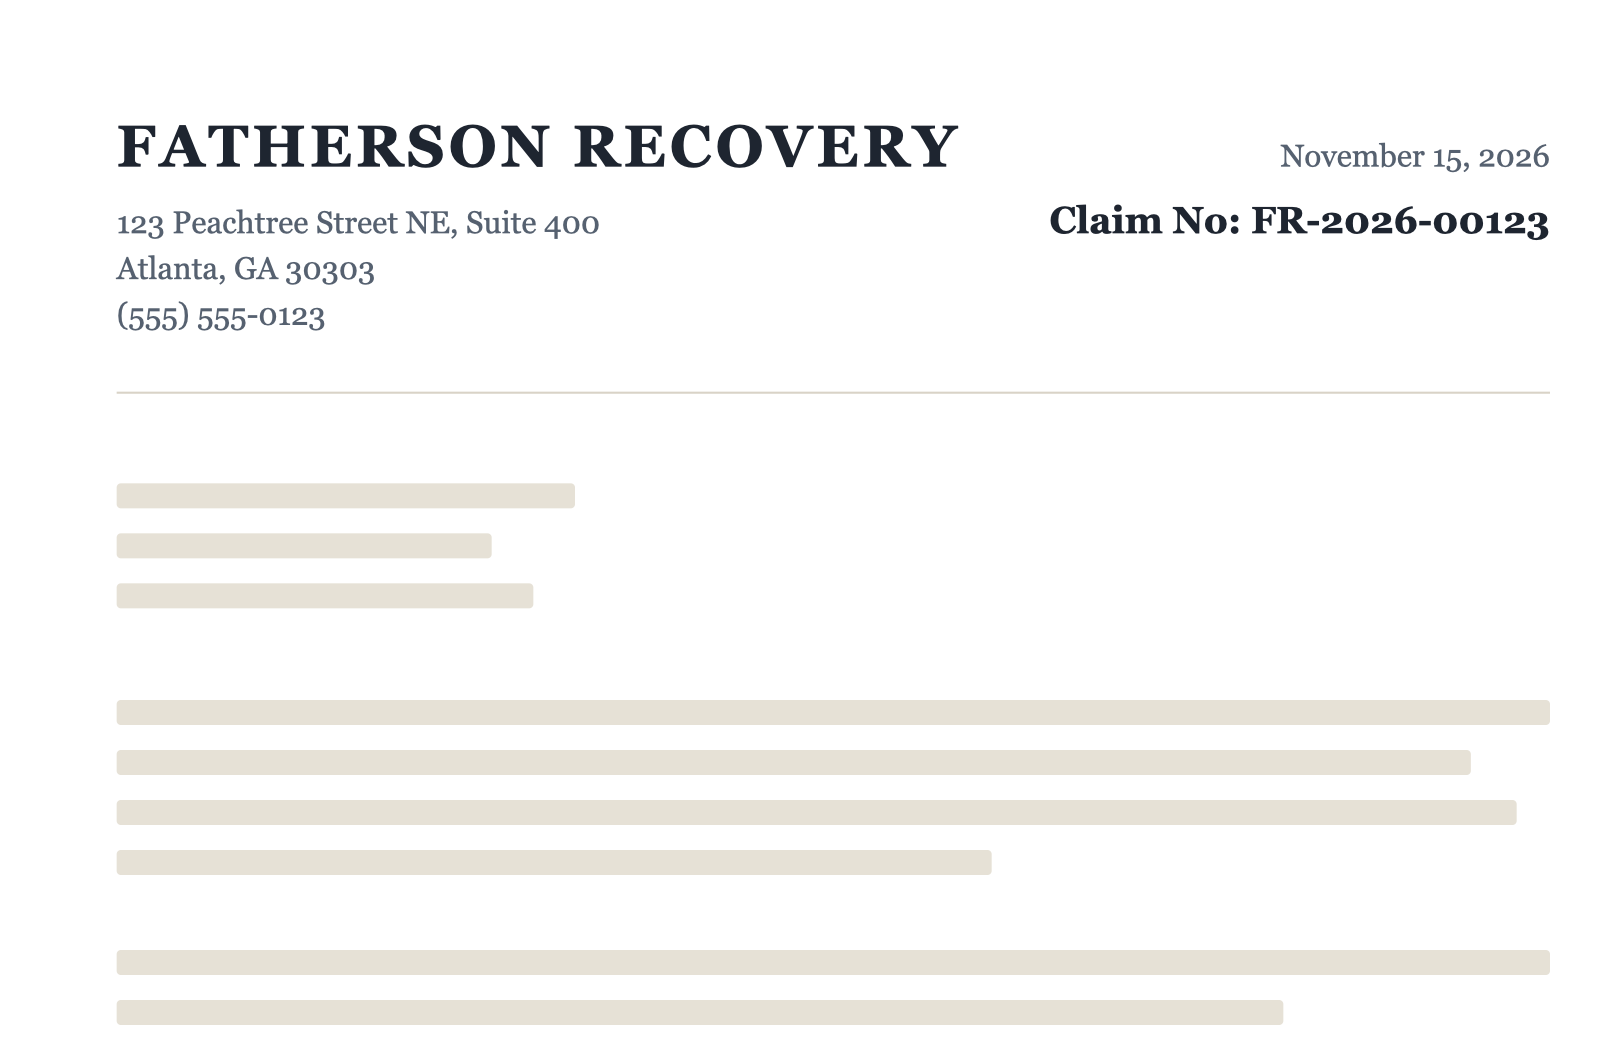 FATHERSON RECOVERY
123 Peachtree Street NE, Suite 400
Atlanta, GA 30303
(555) 555-0123
November 15, 2026
Claim No: FR-2026-00123